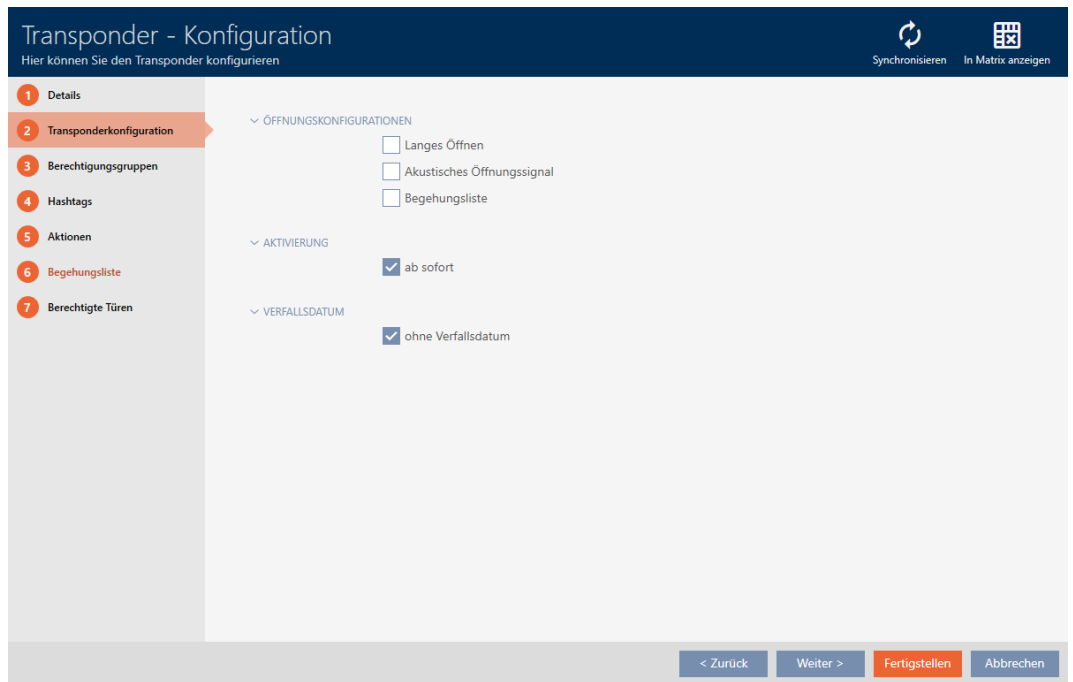 Transponder - Konfiguration
Hier können Sie den Transponder konfigurieren
Synchronisieren
In Matrix anzeigen
1 Details
2 Transponderkonfiguration
3 Berechtigungsgruppen
4 Hashtags
5 Aktionen
6 Begehungsliste
7 Berechtigte Türen
ÖFFNUNGSKONFIGURATIONEN
Langes Öffnen
Akustisches Öffnungssignal
Begehungsliste
AKTIVIERUNG
ab sofort
VERFALLSDATUM
ohne Verfallsdatum
< Zurück
Weiter >
Fertigstellen
Abbrechen